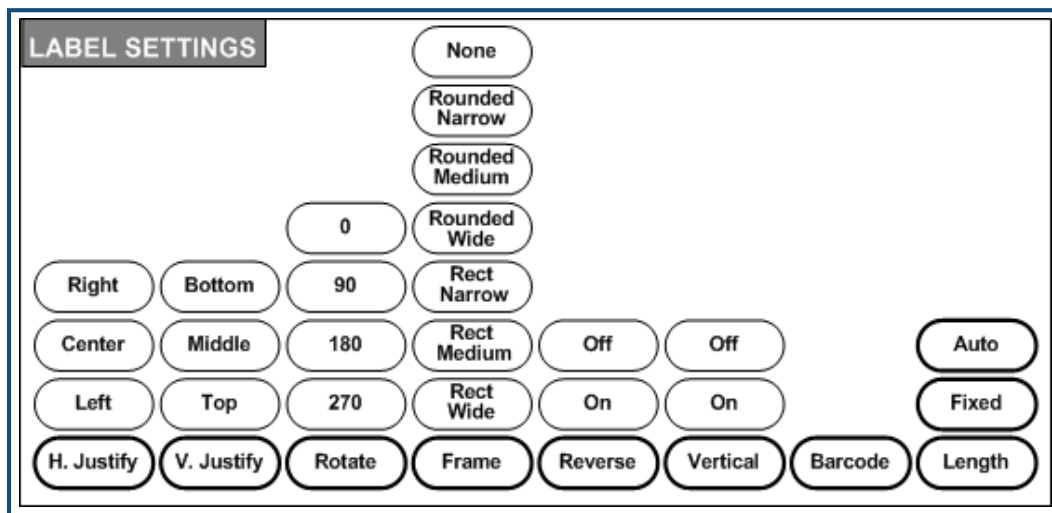 LABEL SETTINGS
None
Rounded
Narrow
Rounded
Medium
0
Rounded
Wide
Right
Bottom
90
Rect
Narrow
Center
Middle
180
Rect
Medium
Off
Off
Auto
Left
Top
270
Rect
Wide
On
On
Fixed
H. Justify
V. Justify
Rotate
Frame
Reverse
Vertical
Barcode
Length